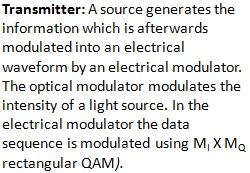 Transmitter: A source generates the
information which is afterwards
modulated into an electrical
waveform by an electrical modulator.
The optical modulator modulates the
intensity of a light source. In the
electrical modulator the data
sequence is modulated using MI X MQ
rectangular QAM).